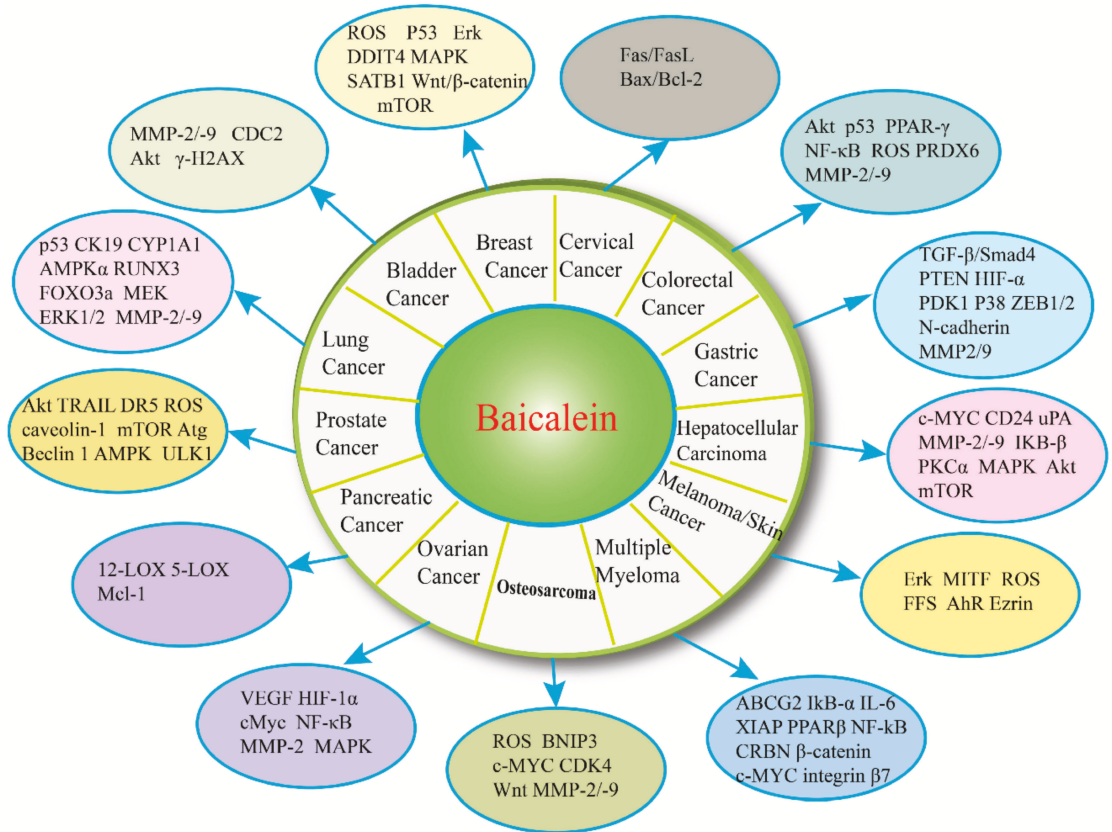 ROS P53 Erk
DDIT4 MAPK
SATB1 Wnt/β-catenin
mTOR
Fas/FasL
Bax/Bcl-2
Akt p53 PPAR-γ
NF-κB ROS PRDX6
MMP-2/-9
TGF-β/Smad4
PTEN HIF-α
PDK1 P38 ZEB1/2
N-cadherin
MMP2/9
c-MYC CD24 uPA
MMP-2/-9 IKB-β
PKCα MAPK Akt
mTOR
Erk MITF ROS
FFS AhR Ezrin
ABCG2 IkB-α IL-6
XIAP PPARβ NF-kB
CRBN β-catenin
c-MYC integrin β7
ROS BNIP3
c-MYC CDK4
Wnt MMP-2/-9
VEGF HIF-1α
cMyc NF-κB
MMP-2 MAPK
12-LOX 5-LOX
Mcl-1
Akt TRAIL DR5 ROS
caveolin-1 mTOR Atg
Beclin 1 AMPK ULK1
p53 CK19 CYP1A1
AMPKα RUNX3
FOXO3a MEK
ERK1/2 MMP-2/-9
MMP-2/-9 CDC2
Akt γ-H2AX
Breast
Cancer
Cervical
Cancer
Colorectal
Cancer
Gastric
Cancer
Hepatocellular
Carcinoma
Melanoma/Skin
Cancer
Multiple
Myeloma
Osteosarcoma
Ovarian
Cancer
Pancreatic
Cancer
Prostate
Cancer
Lung
Cancer
Bladder
Cancer
Baicalein